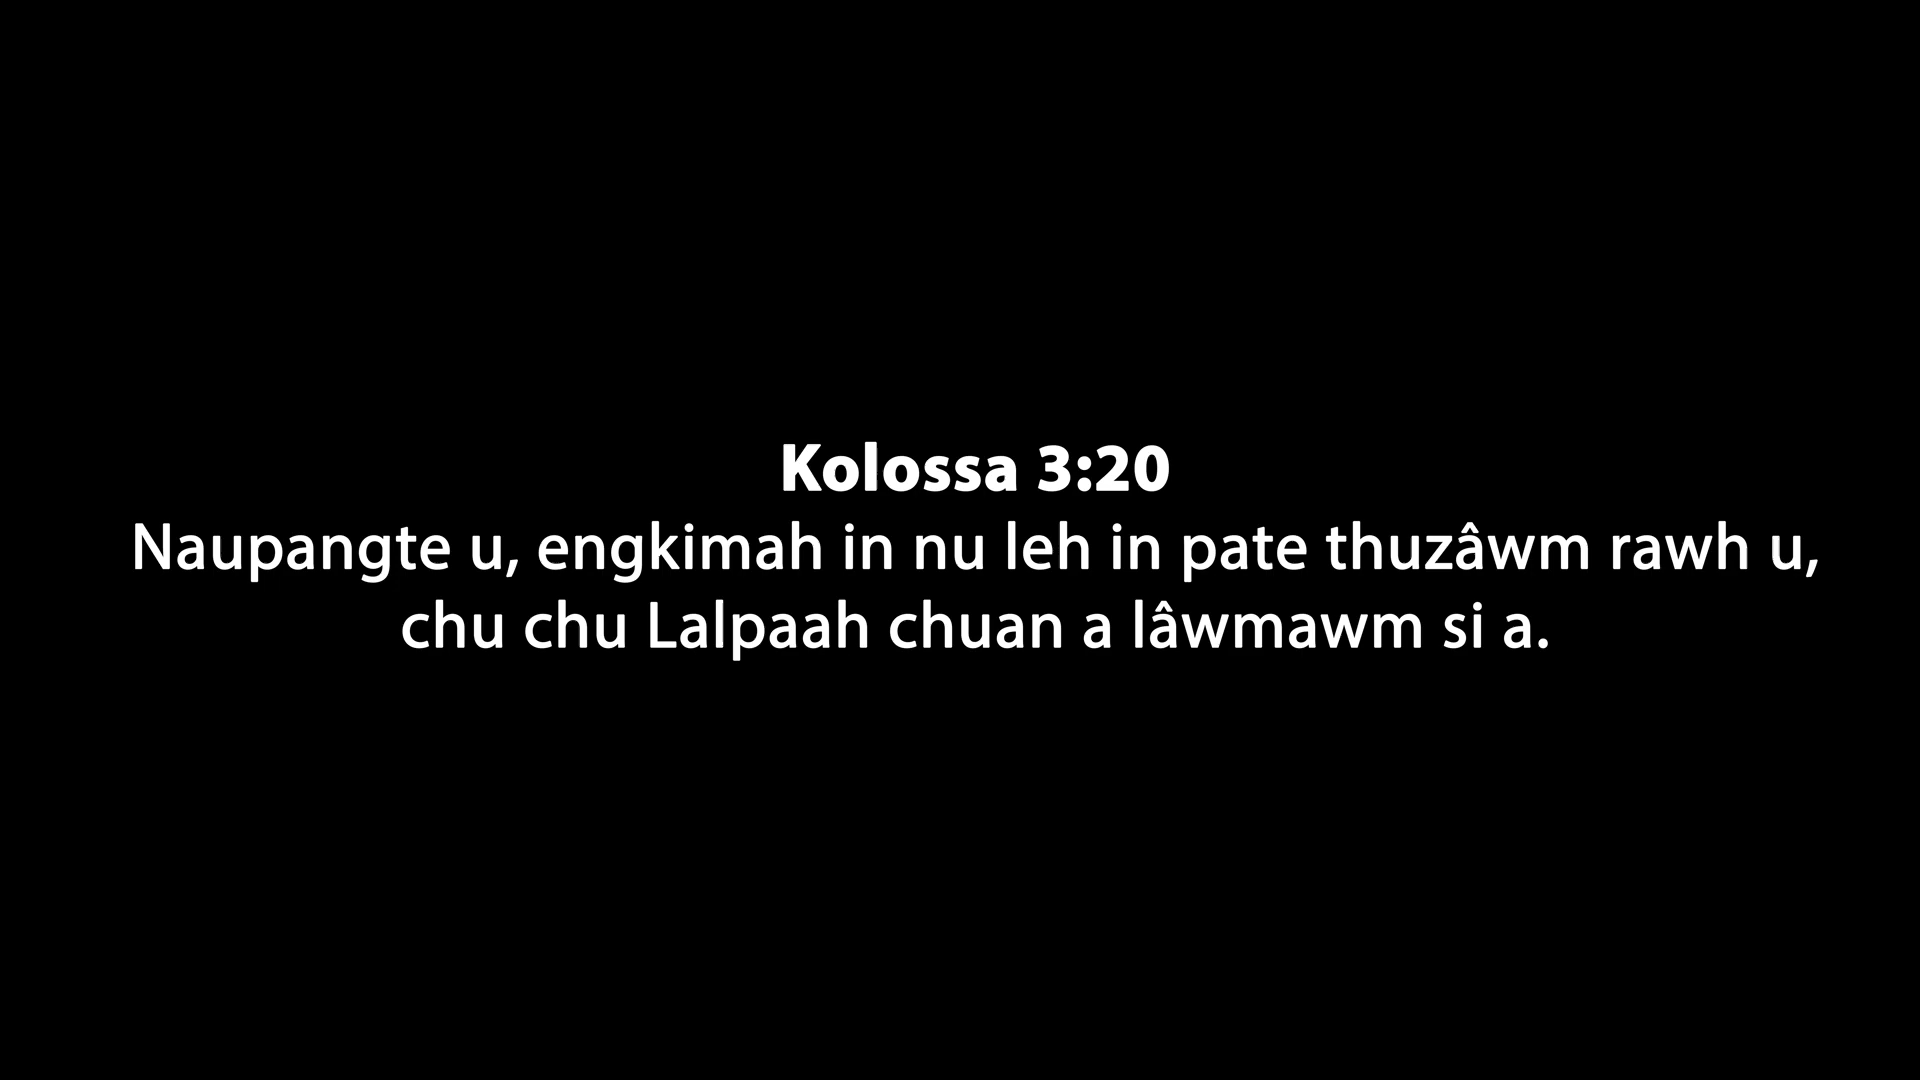 Kolossa 3:20
Naupangte u, engkimah in nu leh in pate thuzâwm rawh u,
chu chu Lalpaah chuan a lâwmawm si a.